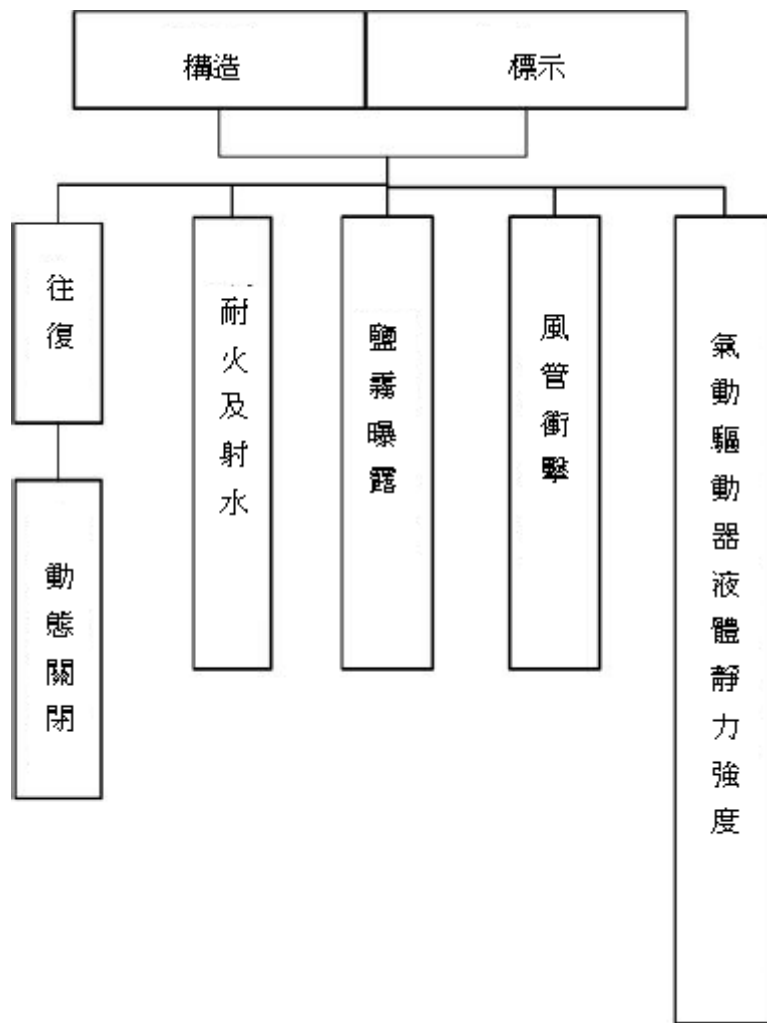 構造
標示
往復
耐火及射水
鹽霧曝露
風管衝擊
氣動驅動器液體靜力強度
動態關閉